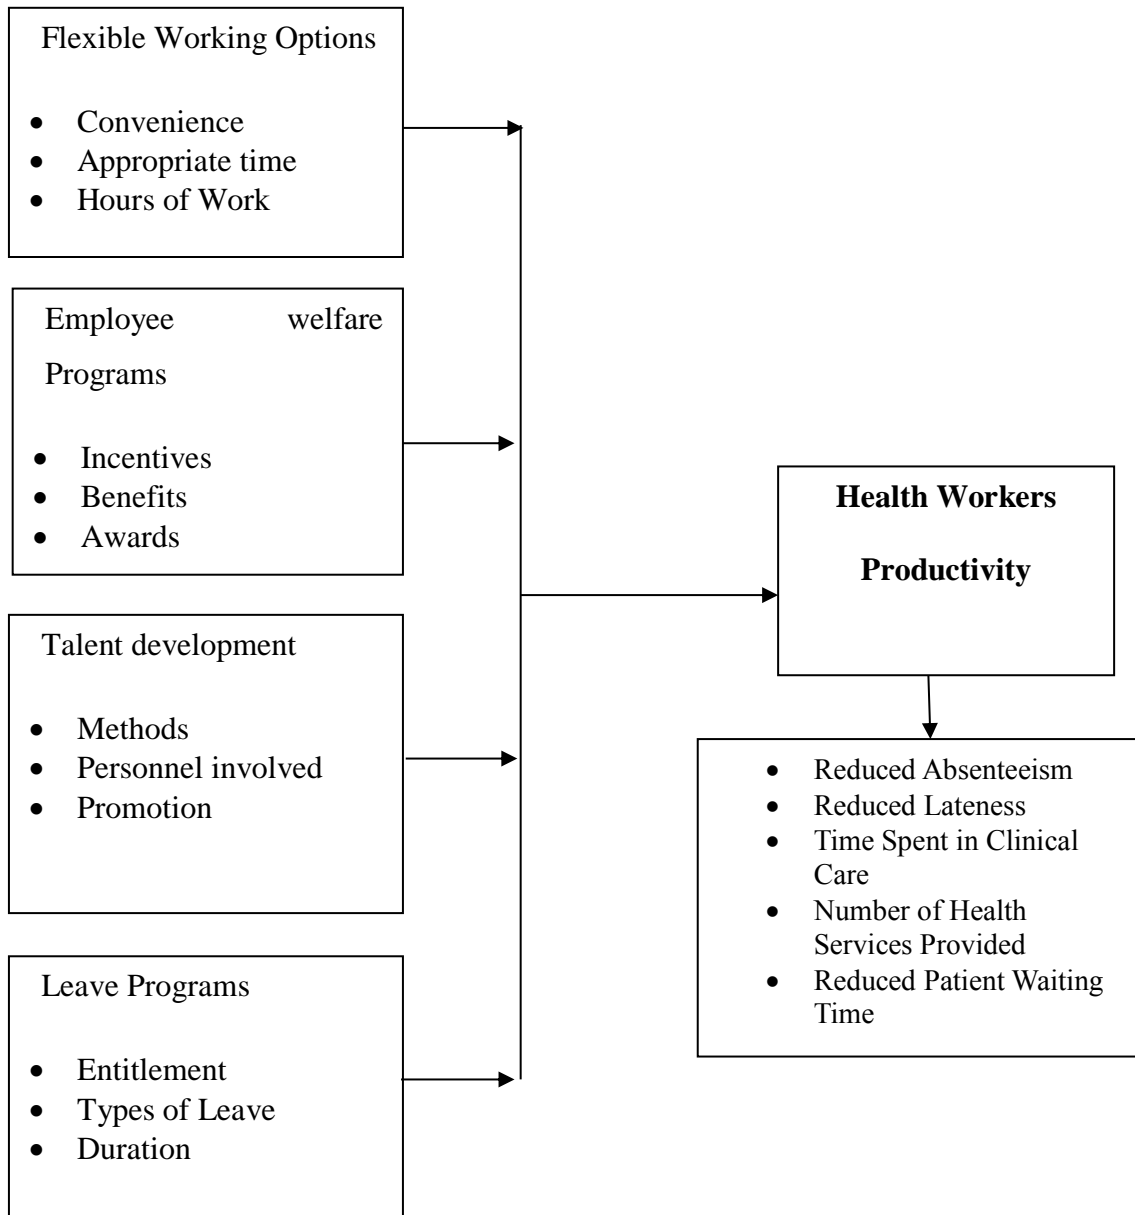 Flexible Working Options
• Convenience
• Appropriate time
• Hours of Work
Employee welfare
Programs
• Incentives
• Benefits
• Awards
Talent development
• Methods
• Personnel involved
• Promotion
Leave Programs
• Entitlement
• Types of Leave
• Duration
Health Workers
Productivity
• Reduced Absenteeism
• Reduced Lateness
• Time Spent in Clinical
Care
• Number of Health
Services Provided
• Reduced Patient Waiting
Time